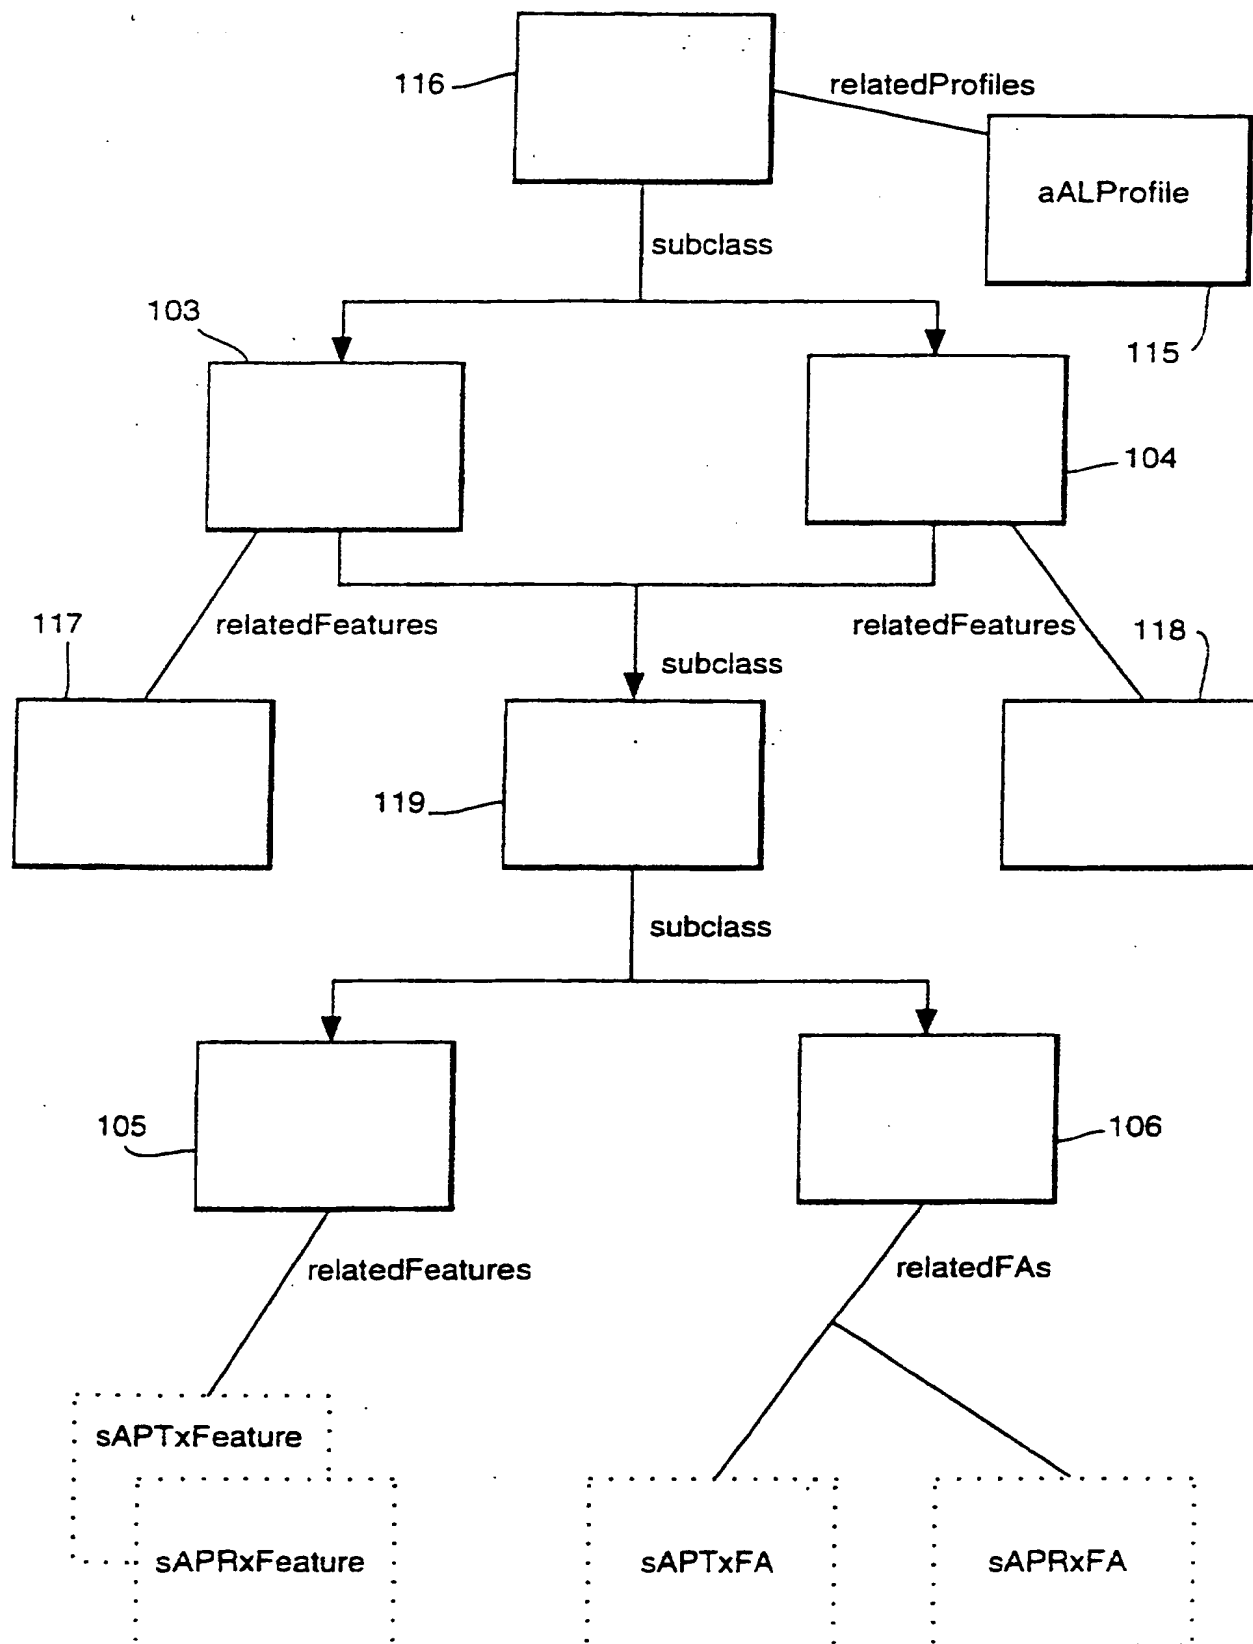 116
relatedProfiles
aALProfile
subclass
103
115
104
117
relatedFeatures
relatedFeatures
118
subclass
119
subclass
105
106
relatedFeatures
relatedFAs
sAPTxFeature
sAPRxFeature
sAPTxFA
sAPRxFA